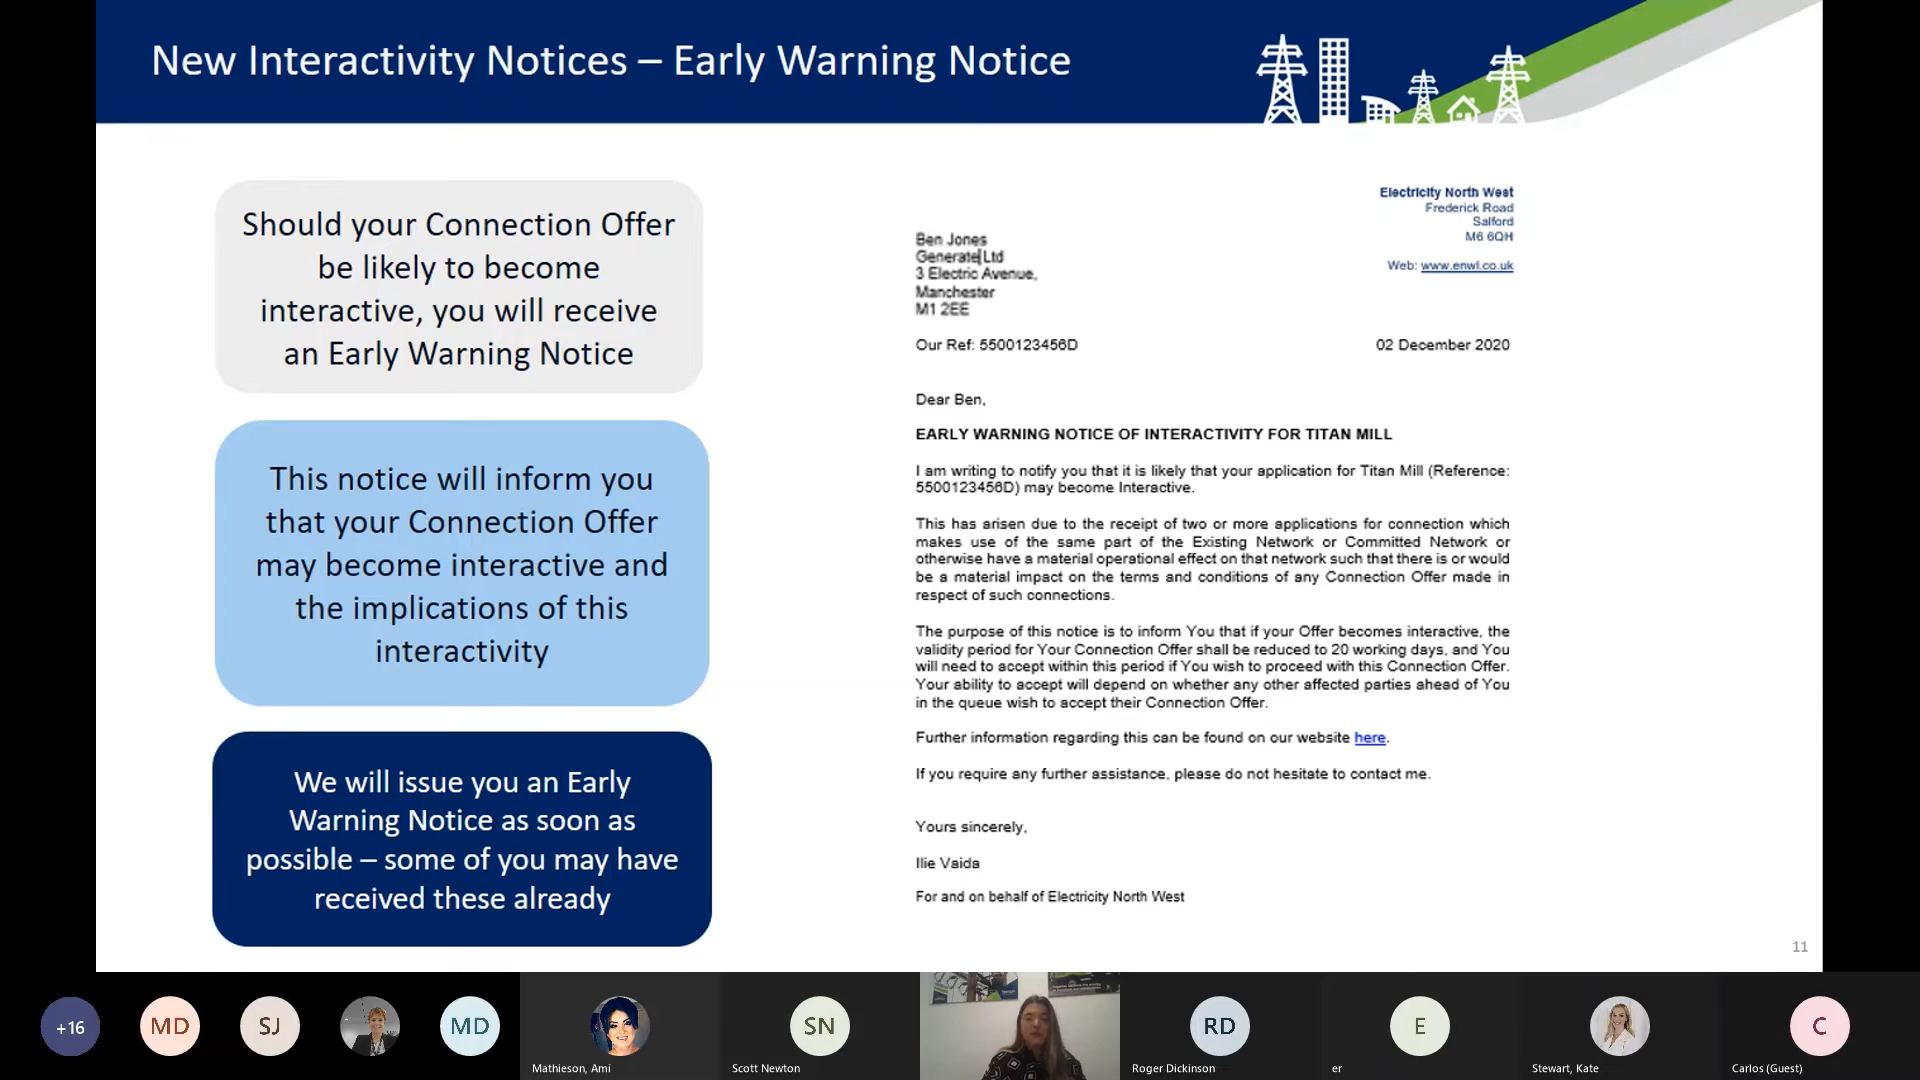 New Interactivity Notices – Early Warning Notice
Should your Connection Offer
be likely to become
interactive, you will receive
an Early Warning Notice
This notice will inform you
that your Connection Offer
may become interactive and
the implications of this
interactivity
We will issue you an Early
Warning Notice as soon as
possible – some of you may have
received these already
Electricity North West
Frederick Road
Salford
M6 6QH
Web: www.enwl.co.uk
Ben Jones
Generate Ltd
3 Electric Avenue,
Manchester
M1 2EE
Our Ref: 5500123456D
02 December 2020
Dear Ben,
EARLY WARNING NOTICE OF INTERACTIVITY FOR TITAN MILL
I am writing to notify you that it is likely that your application for Titan Mill (Reference:
5500123456D) may become Interactive.
This has arisen due to the receipt of two or more applications for connection which
makes use of the same part of the Existing Network or Committed Network or
otherwise have a material operational effect on that network such that there is or would
be a material impact on the terms and conditions of any Connection Offer made in
respect of such connections.
The purpose of this notice is to inform You that if your Offer becomes interactive, the
validity period for Your Connection Offer shall be reduced to 20 working days, and You
will need to accept within this period if You wish to proceed with this Connection Offer.
Your ability to accept will depend on whether any other affected parties ahead of You
in the queue wish to accept their Connection Offer.
Further information regarding this can be found on our website here.
If you require any further assistance, please do not hesitate to contact me.
Yours sincerely,
Ilie Vaida
For and on behalf of Electricity North West
11
+16
MD
SJ
MD
Mathieson, Ami
SN
Scott Newton
RD
Roger Dickinson
E
er
Stewart, Kate
C
Carlos (Guest)